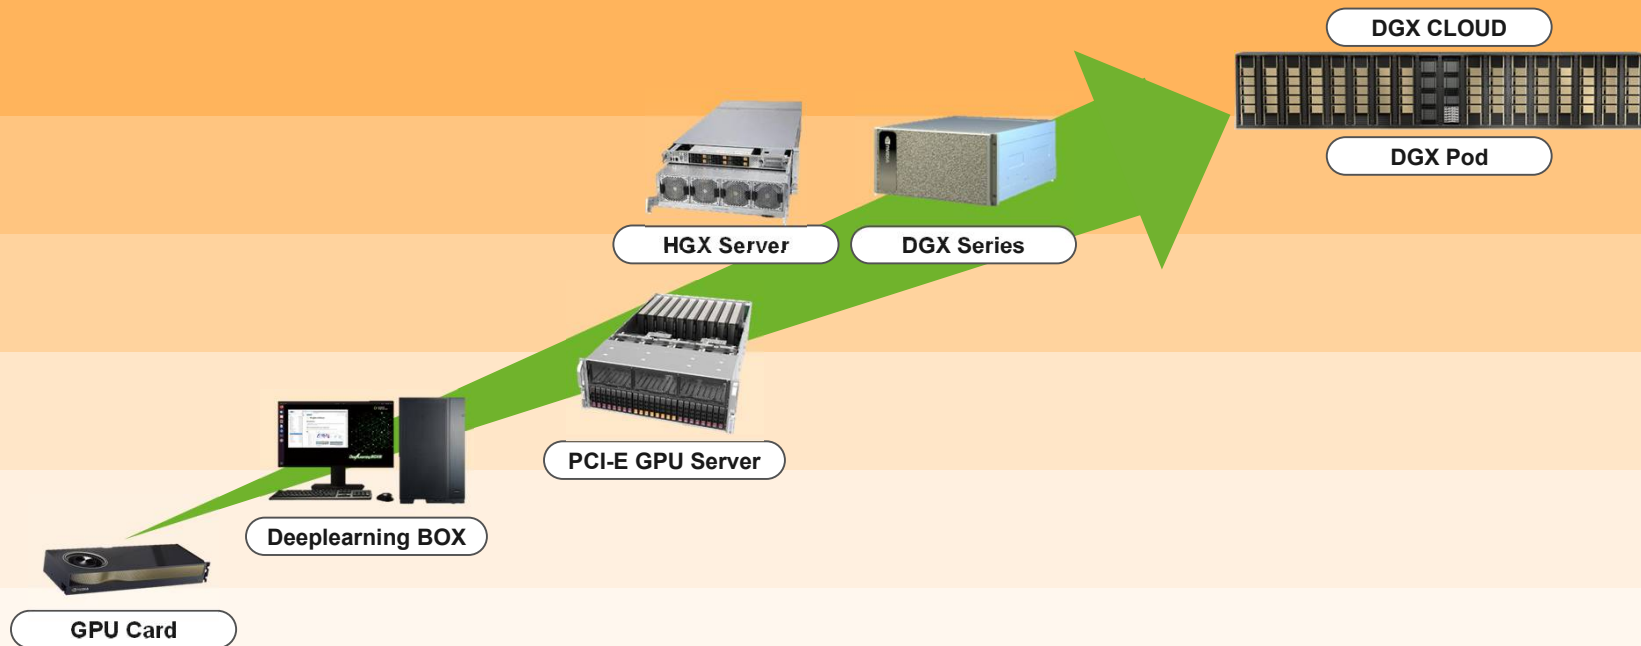 DGX CLOUD
DGX Pod
HGX Server
DGX Series
PCI-E GPU Server
Deeplearning BOX
GPU Card